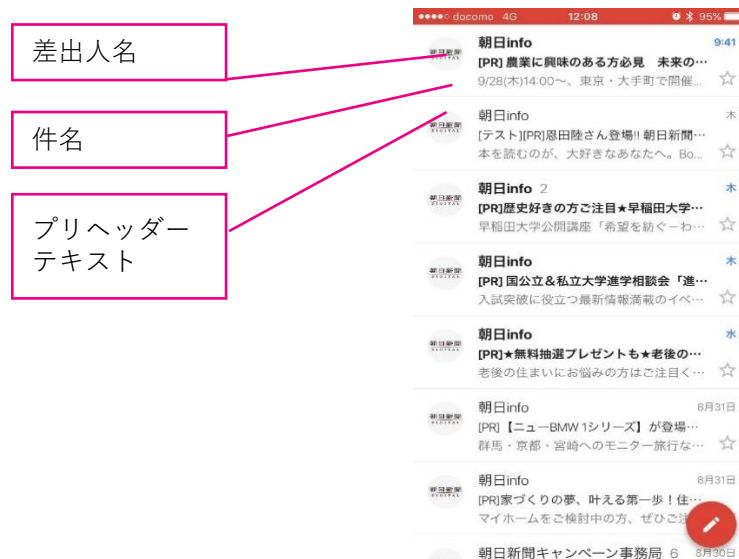 差出人名
件名
プリヘッダー
テキスト
docomo 4G 12:08 95%
朝日info 9:41
[PR] 農業に興味のある方必見　未来の…
9/28(木)14:00～、東京・大手町で開催...
朝日info 木
[テスト][PR]恩田陸さん登場!! 朝日新聞…
本を読むのが、大好きなあなたへ。Bo...
朝日info 2 木
[PR]歴史好きの方ご注目★早稲田大学…
早稲田大学公開講座「希望を紡ぐーわ…
朝日info 木
[PR] 国公立＆私立大学進学相談会「進…
入試突破に役立つ最新情報満載のイベ…
朝日info 水
[PR]★無料抽選プレゼントも★老後の…
老後の住まいにお悩みの方はご注目く…
朝日info 8月31日
[PR]【ニューBMW 1シリーズ】が登場…
群馬・京都・宮崎へのモニター旅行な…
朝日info 8月31日
[PR]家づくりの夢、叶える第一歩！住…
マイホームをご検討中の方、ぜひご注
朝日新聞キャンペーン事務局 6 8月30日